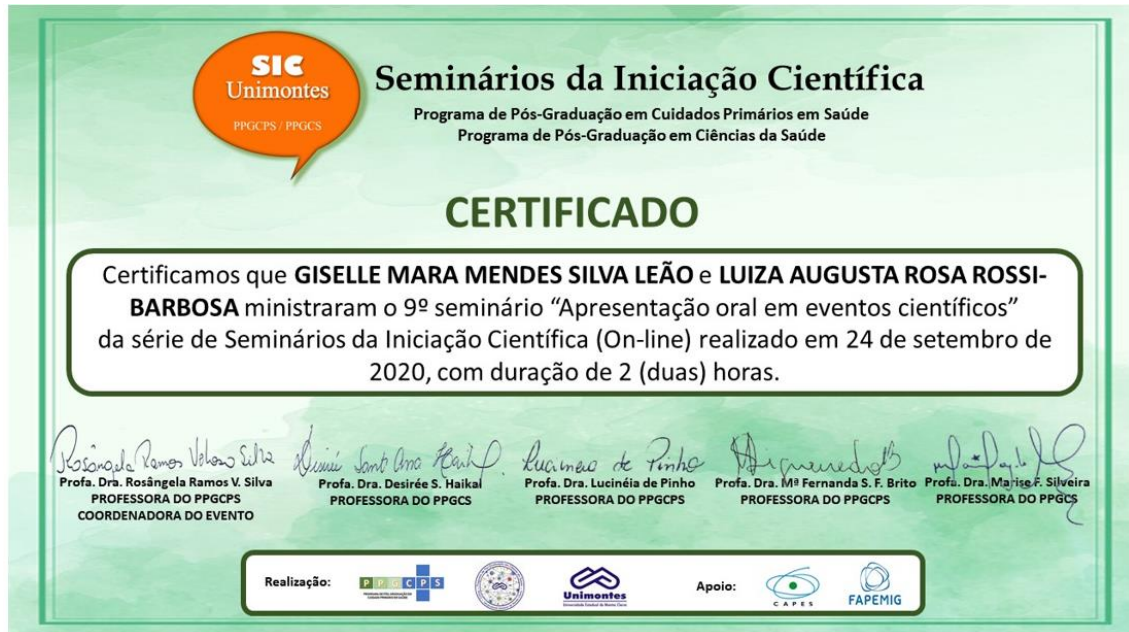 SIC
Unimontes
PPGCPS / PPGCS
Seminários da Iniciação Científica
Programa de Pós-Graduação em Cuidados Primários em Saúde
Programa de Pós-Graduação em Ciências da Saúde
CERTIFICADO
Certificamos que GISELLE MARA MENDES SILVA LEÃO e LUIZA AUGUSTA ROSA ROSSI-
BARBOSA ministraram o 9º seminário “Apresentação oral em eventos científicos”
da série de Seminários da Iniciação Científica (On-line) realizado em 24 de setembro de
2020, com duração de 2 (duas) horas.
Rosângela Ramos Veloso Silva
Lucineia de Pinho
Profa. Dra. Rosângela Ramos V. Silva
PROFESSORA DO PPGCPS
COORDENADORA DO EVENTO
Profa. Dra. Desirée S. Haikal
PROFESSORA DO PPGCS
Profa. Dra. Lucinéia de Pinho
PROFESSORA DO PPGCPS
Profa. Dra. Mª Fernanda S. F. Brito
PROFESSORA DO PPGCPS
Profa. Dra. Marise F. Silveira
PROFESSORA DO PPGCS
Realização:
PPGCPS
Unimontes
Universidade Estadual de Montes Claros
Apoio:
CAPES
FAPEMIG